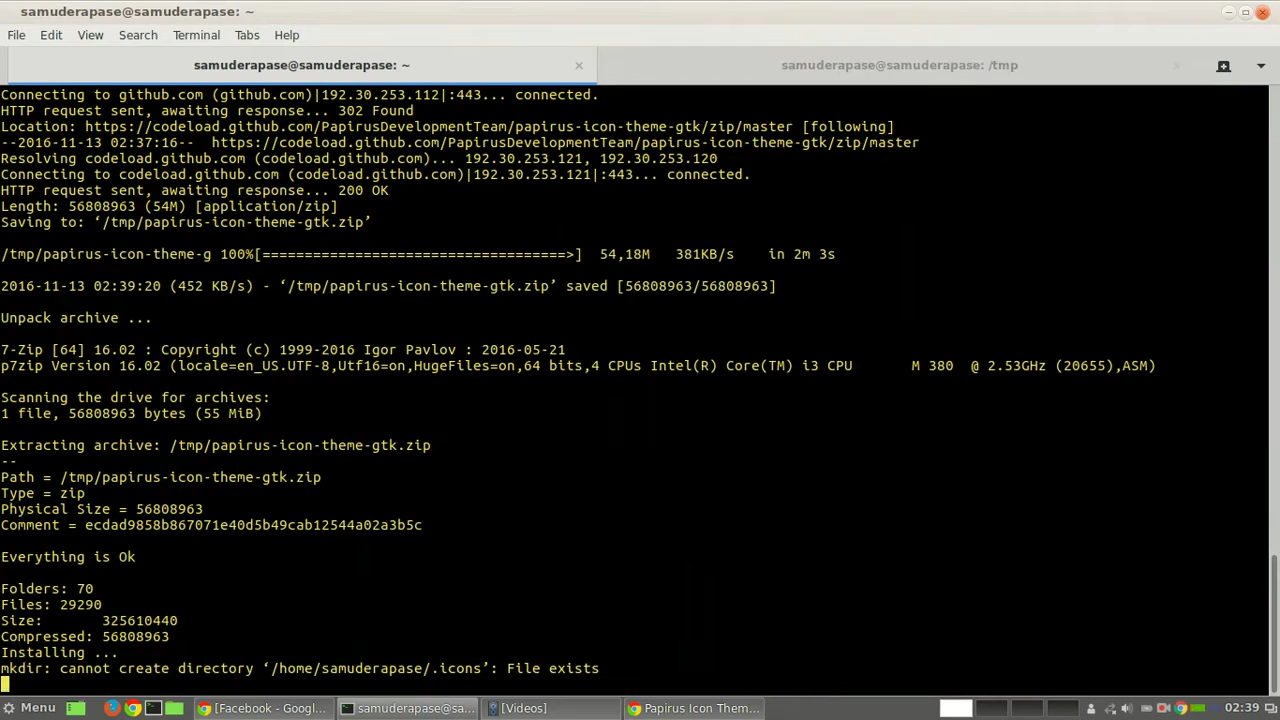 samuderapase@samuderapase: ~
File Edit View Search Terminal Tabs Help
samuderapase@samuderapase: ~
samuderapase@samuderapase: /tmp
Connecting to github.com (github.com)|192.30.253.112|:443... connected.
HTTP request sent, awaiting response... 302 Found
Location: https://codeload.github.com/PapirusDevelopmentTeam/papirus-icon-theme-gtk/zip/master [following]
--2016-11-13 02:37:16--  https://codeload.github.com/PapirusDevelopmentTeam/papirus-icon-theme-gtk/zip/master
Resolving codeload.github.com (codeload.github.com)... 192.30.253.121, 192.30.253.120
Connecting to codeload.github.com (codeload.github.com)|192.30.253.121|:443... connected.
HTTP request sent, awaiting response... 200 OK
Length: 56808963 (54M) [application/zip]
Saving to: ‘/tmp/papirus-icon-theme-gtk.zip’
/tmp/papirus-icon-theme-g 100%[====================================>]  54,18M   381KB/s    in 2m 3s
2016-11-13 02:39:20 (452 KB/s) - ‘/tmp/papirus-icon-theme-gtk.zip’ saved [56808963/56808963]
Unpack archive ...
7-Zip [64] 16.02 : Copyright (c) 1999-2016 Igor Pavlov : 2016-05-21
p7zip Version 16.02 (locale=en_US.UTF-8,Utf16=on,HugeFiles=on,64 bits,4 CPUs Intel(R) Core(TM) i3 CPU       M 380  @ 2.53GHz (20655),ASM)
Scanning the drive for archives:
1 file, 56808963 bytes (55 MiB)
Extracting archive: /tmp/papirus-icon-theme-gtk.zip
--
Path = /tmp/papirus-icon-theme-gtk.zip
Type = zip
Physical Size = 56808963
Comment = ecdad9858b867071e40d5b49cab12544a02a3b5c
Everything is Ok
Folders: 70
Files: 29290
Size:       325610440
Compressed: 56808963
Installing ...
mkdir: cannot create directory ‘/home/samuderapase/.icons’: File exists
Menu
[Facebook - Googl...
samuderapase@sa...
[Videos]
Papirus Icon Them...
02:39